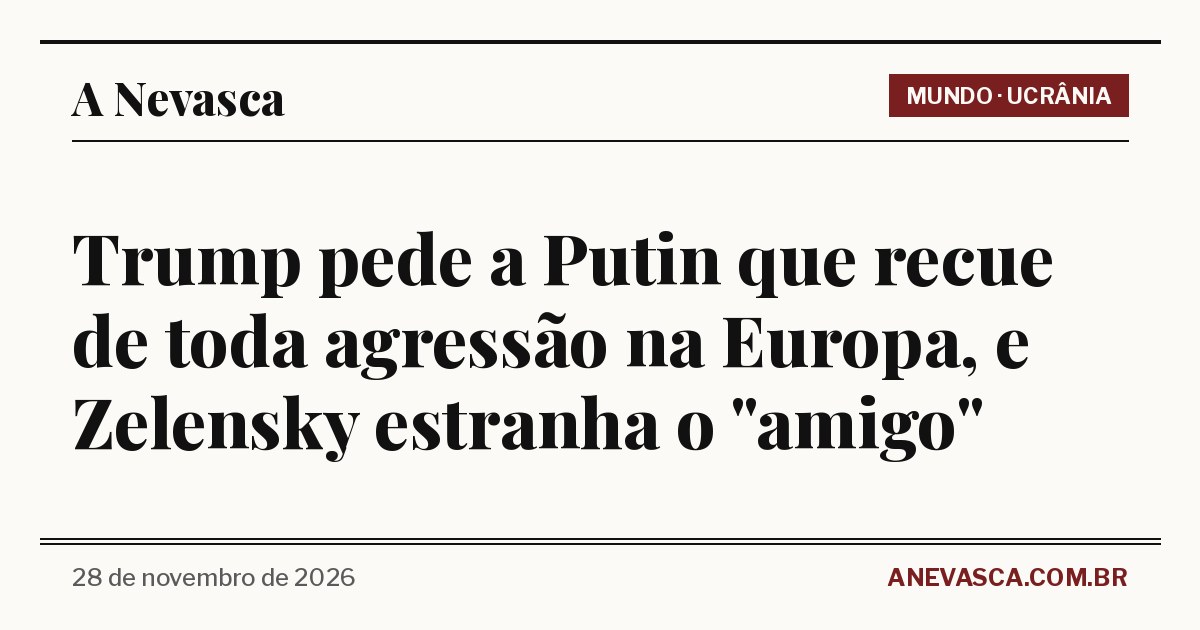 A Nevasca
MUNDO · UCRÂNIA
Trump pede a Putin que recue
de toda agressão na Europa, e
Zelensky estranha o "amigo"
28 de novembro de 2026
ANEVASCA.COM.BR